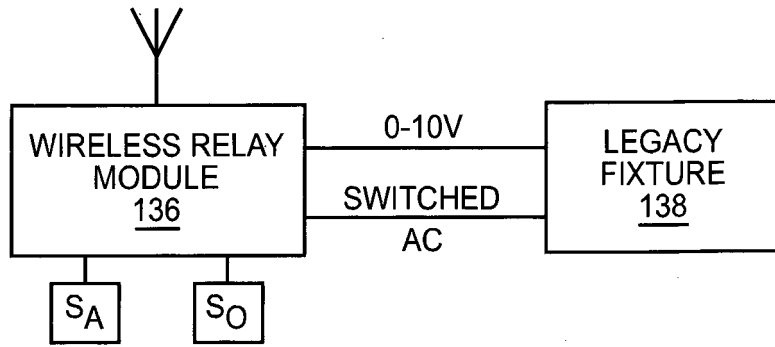 WIRELESS RELAY
MODULE
136
0-10V
SWITCHED
AC
LEGACY
FIXTURE
138
SA
SO